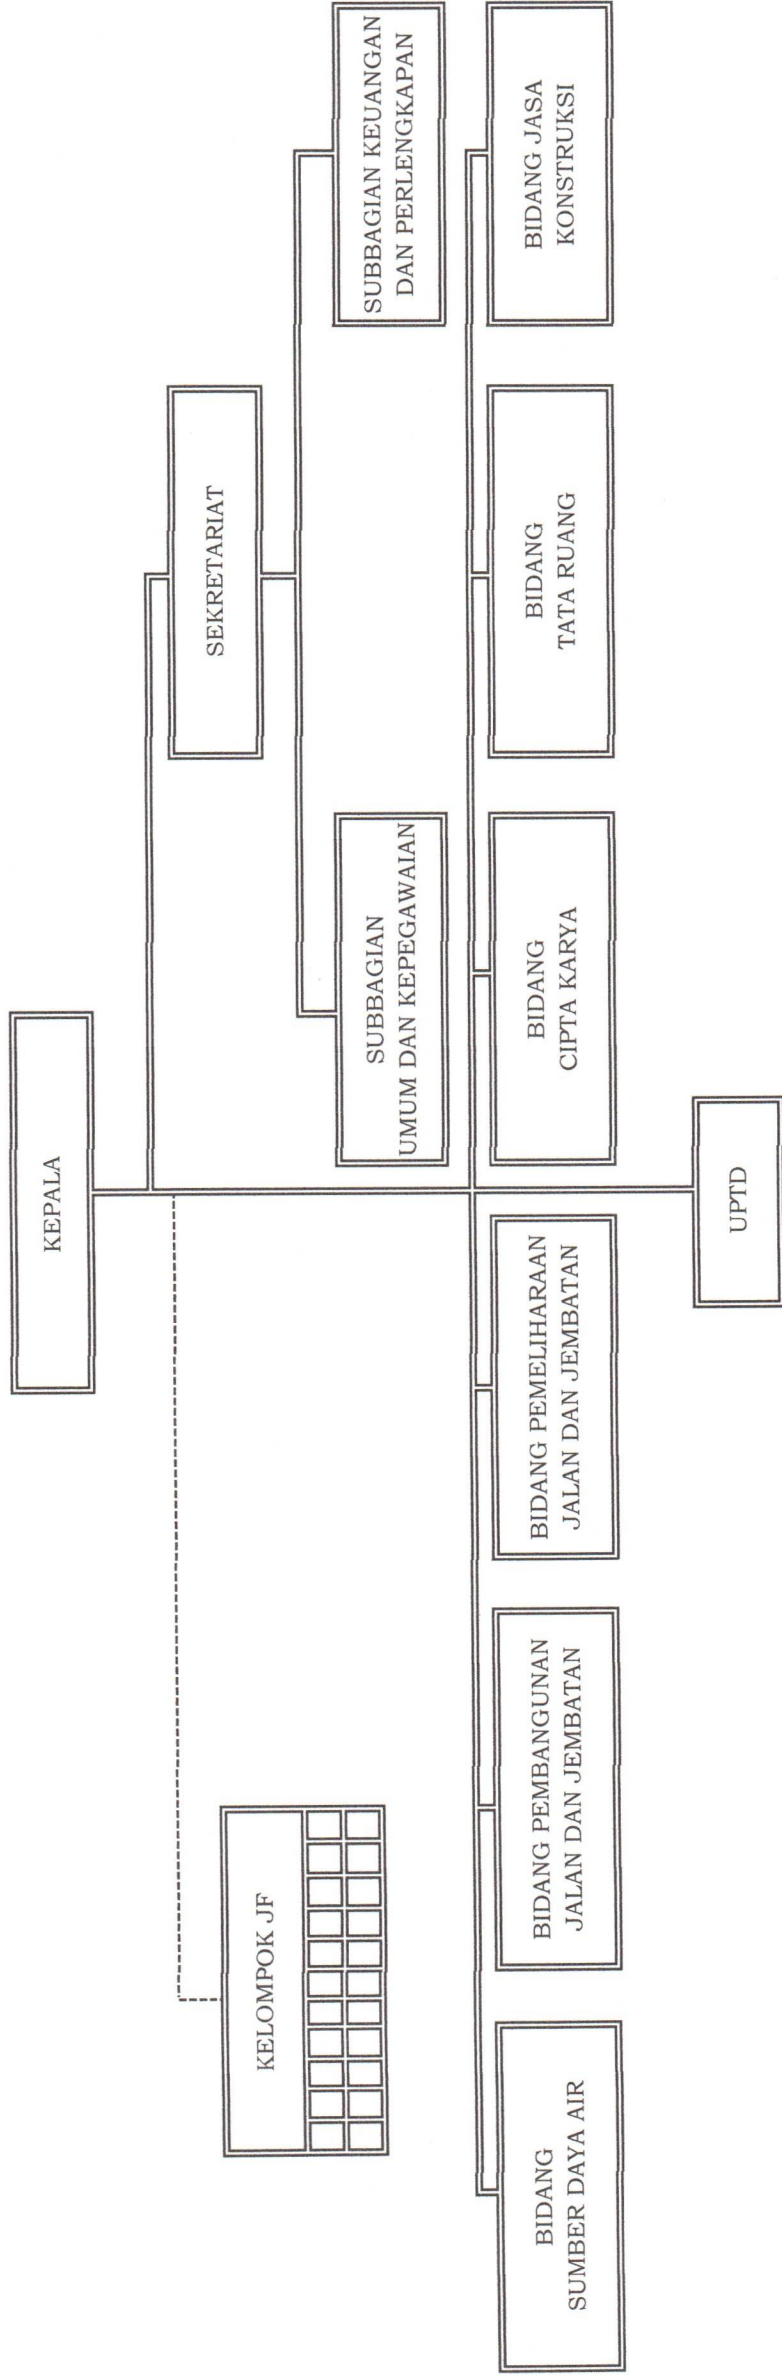 KEPALA
SEKRETARIAT
KELOMPOK JF
SUBBAGIAN
UMUM DAN KEPEGAWAIAN
SUBBAGIAN KEUANGAN
DAN PERLENGKAPAN
BIDANG
SUMBER DAYA AIR
BIDANG PEMBANGUNAN
JALAN DAN JEMBATAN
BIDANG PEMELIHARAAN
JALAN DAN JEMBATAN
BIDANG
CIPTA KARYA
BIDANG
TATA RUANG
BIDANG JASA
KONSTRUKSI
UPTD